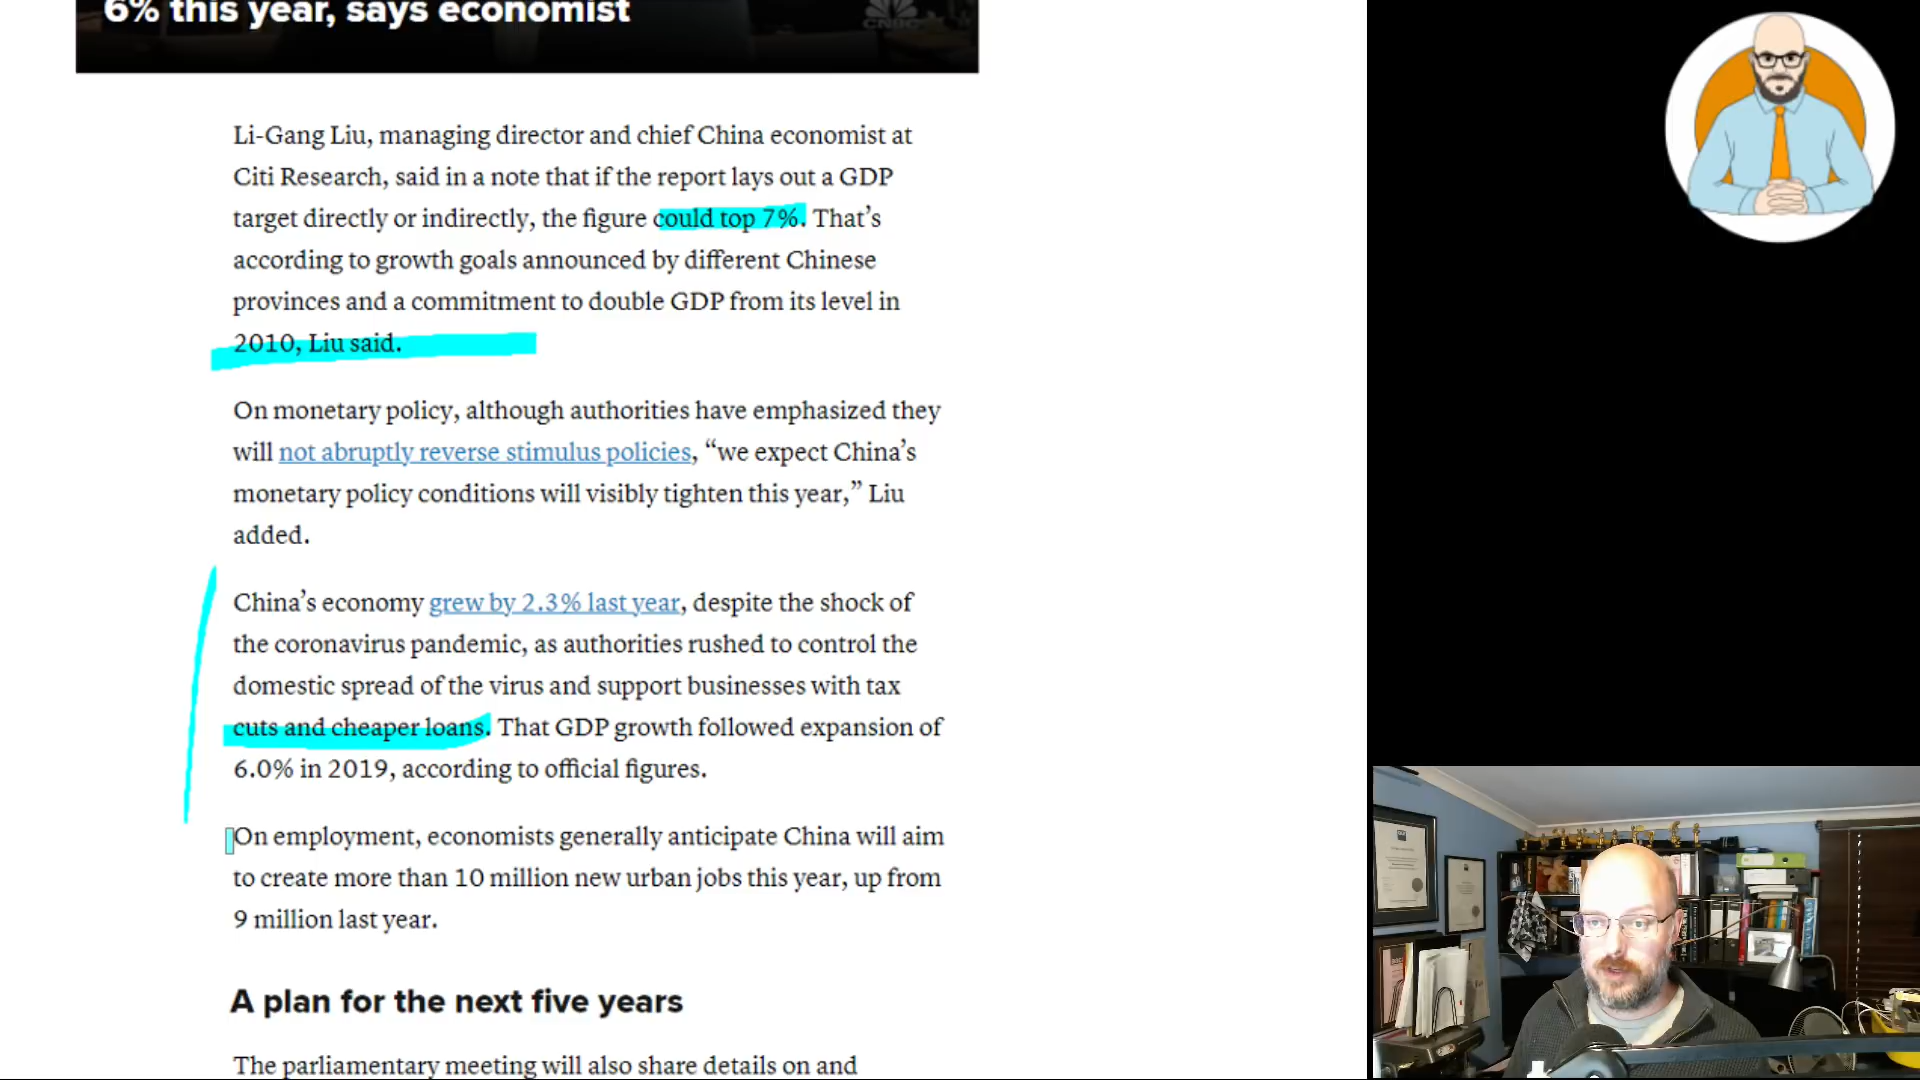 6% this year, says economist
CNBC
Li-Gang Liu, managing director and chief China economist at
Citi Research, said in a note that if the report lays out a GDP
target directly or indirectly, the figure could top 7%. That’s
according to growth goals announced by different Chinese
provinces and a commitment to double GDP from its level in
2010, Liu said.
On monetary policy, although authorities have emphasized they
will not abruptly reverse stimulus policies, “we expect China’s
monetary policy conditions will visibly tighten this year,” Liu
added.
China’s economy grew by 2.3% last year, despite the shock of
the coronavirus pandemic, as authorities rushed to control the
domestic spread of the virus and support businesses with tax
cuts and cheaper loans. That GDP growth followed expansion of
6.0% in 2019, according to official figures.
On employment, economists generally anticipate China will aim
to create more than 10 million new urban jobs this year, up from
9 million last year.
A plan for the next five years
The parliamentary meeting will also share details on and